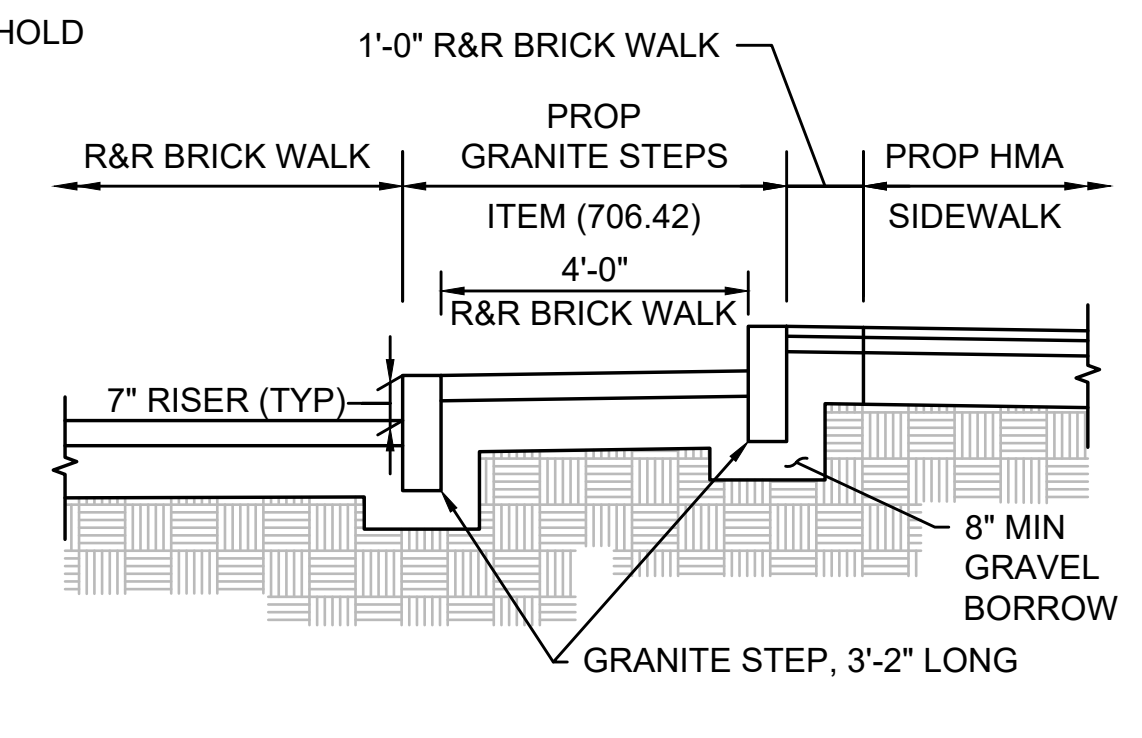 HOLD
1'-0" R&R BRICK WALK
PROP
R&R BRICK WALK
GRANITE STEPS
PROP HMA
ITEM (706.42)
SIDEWALK
4'-0"
R&R BRICK WALK
7" RISER (TYP)
8" MIN
GRAVEL
BORROW
GRANITE STEP, 3'-2" LONG